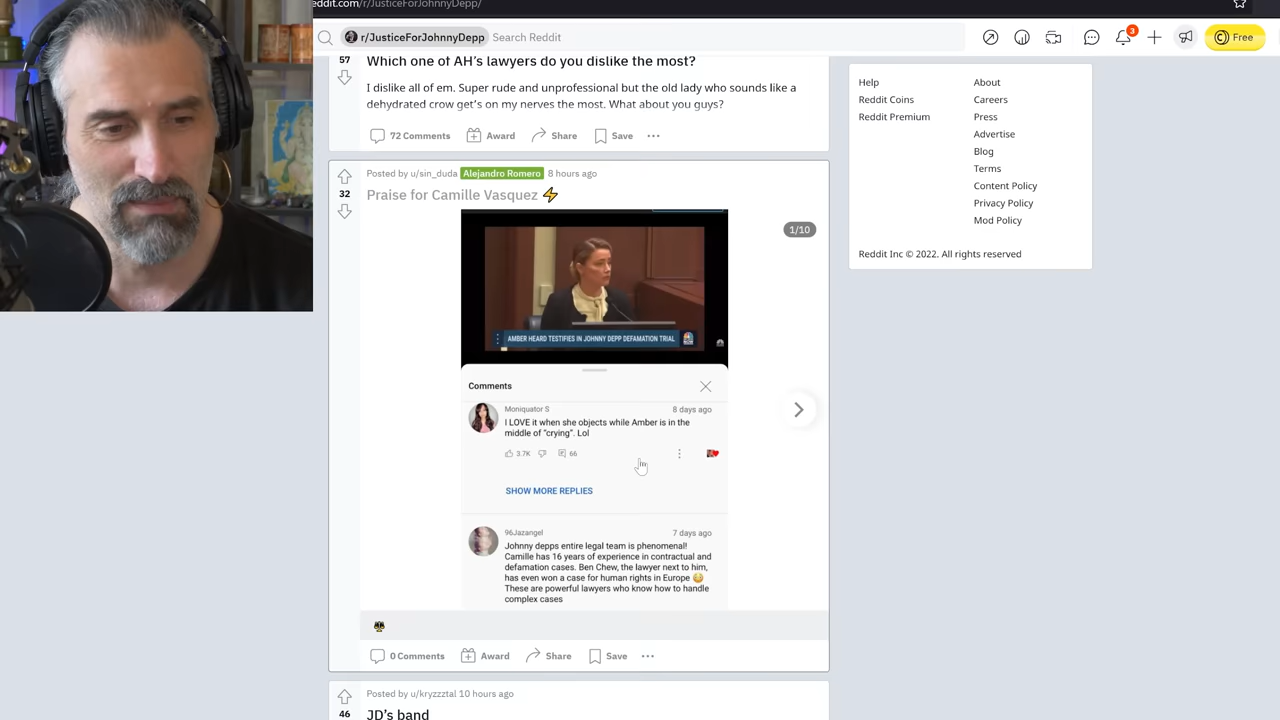 eddit.com/r/JusticeForJohnnyDepp/
r/JusticeForJohnnyDepp Search Reddit
3
Free
57
Which one of AH's lawyers do you dislike the most?
I dislike all of em. Super rude and unprofessional but the old lady who sounds like a
dehydrated crow get's on my nerves the most. What about you guys?
72 Comments Award Share Save
Posted by u/sin_duda Alejandro Romero 8 hours ago
32
Praise for Camille Vasquez ⚡
1/10
AMBER HEARD TESTIFIES IN JOHNNY DEPP DEFAMATION TRIAL
Comments
Moniquator S 8 days ago
I LOVE it when she objects while Amber is in the
middle of "crying". Lol
3.7K 66
SHOW MORE REPLIES
96Jazangel 7 days ago
Johnny depps entire legal team is phenomenal!
Camille has 16 years of experience in contractual and
defamation cases. Ben Chew, the lawyer next to him,
has even won a case for human rights in Europe 😳
These are powerful lawyers who know how to handle
complex cases
0 Comments Award Share Save
Posted by u/kryzzztal 10 hours ago
46
JD's band
Help About
Reddit Coins Careers
Reddit Premium Press
Advertise
Blog
Terms
Content Policy
Privacy Policy
Mod Policy
Reddit Inc © 2022. All rights reserved